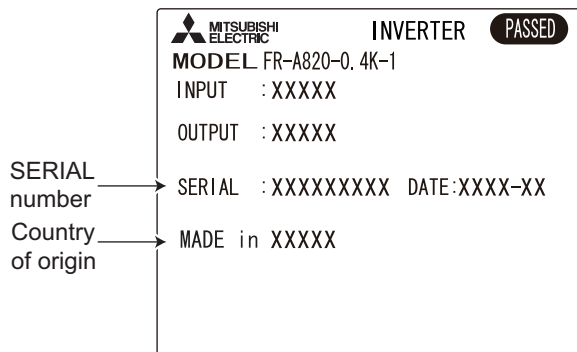 MITSUBISHI
ELECTRIC
INVERTER PASSED
MODEL FR-A820-0.4K-1
INPUT :XXXXX
OUTPUT :XXXXX
SERIAL
number
SERIAL :XXXXXXXXX DATE:XXXX-XX
Country
of origin
MADE in XXXXX